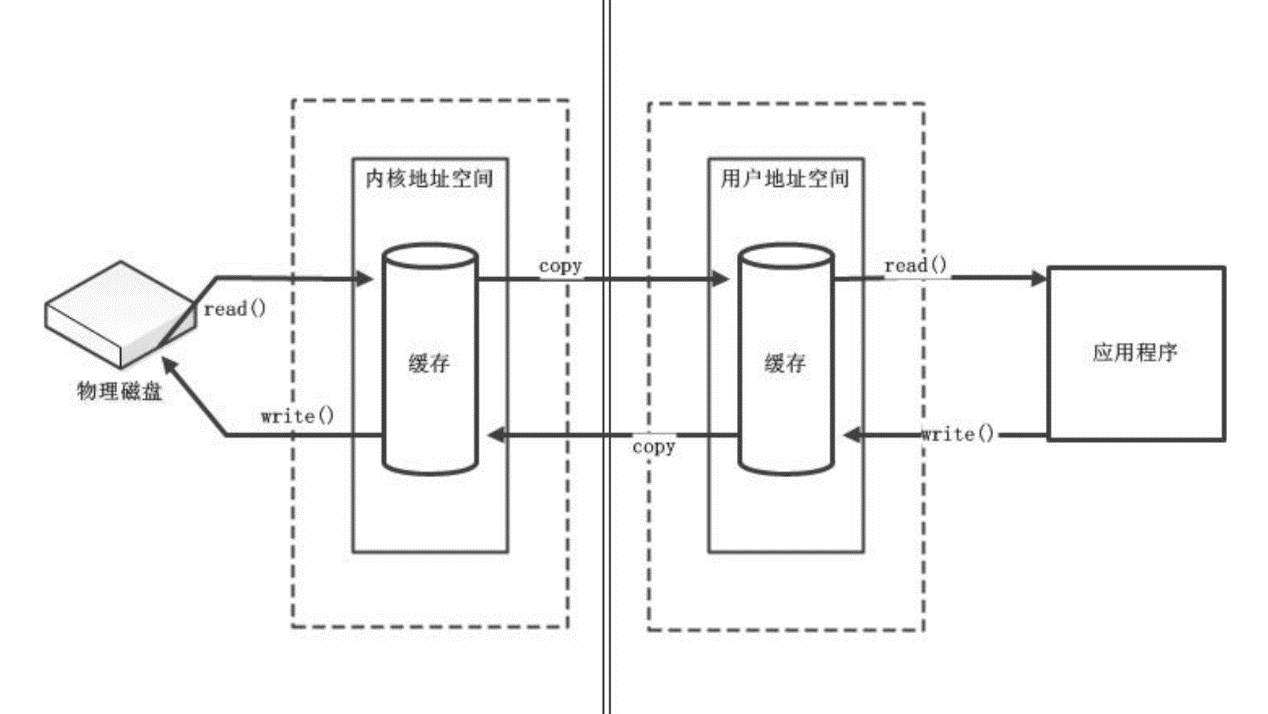 内核地址空间
用户地址空间
copy
read()
read()
缓存
缓存
应用程序
物理磁盘
write()
write()
copy